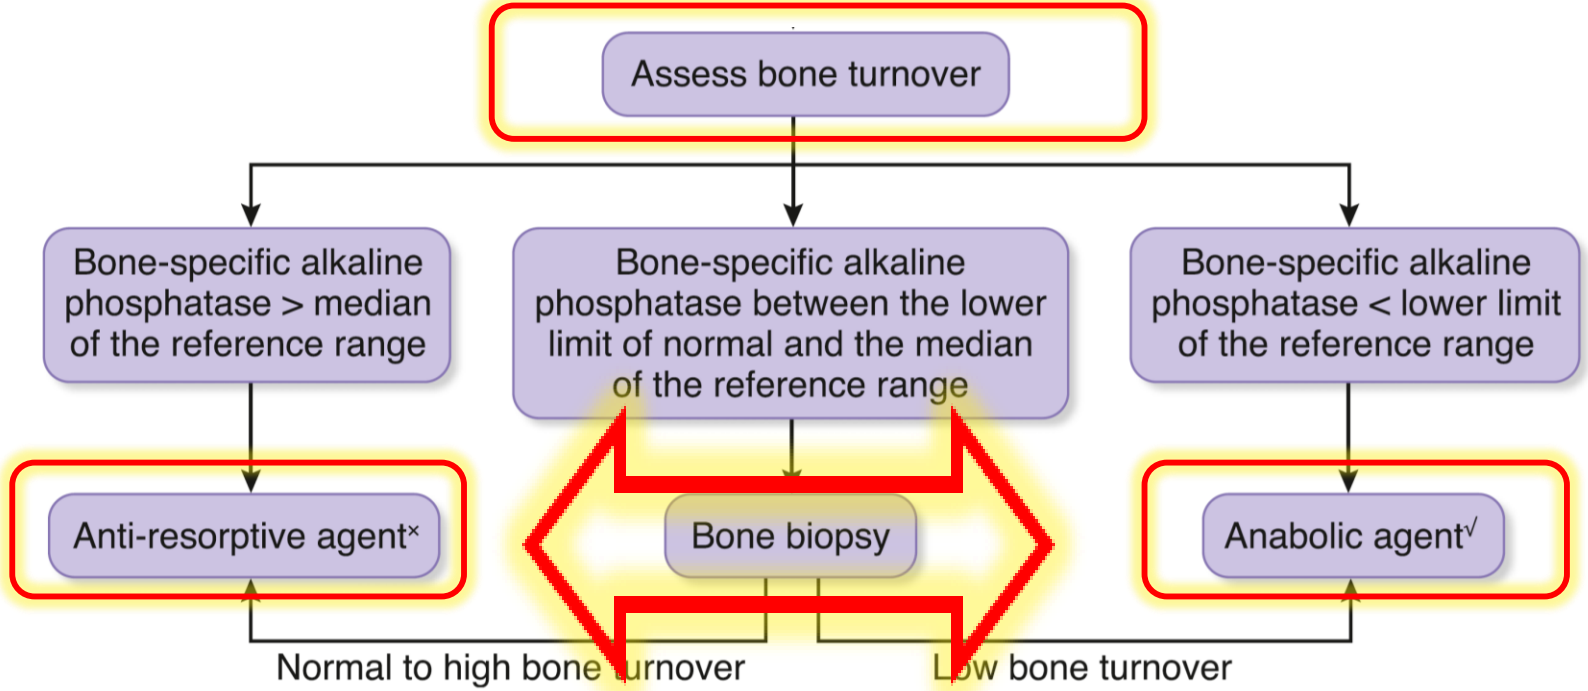 Assess bone turnover
Bone-specific alkaline
phosphatase > median
of the reference range
Bone-specific alkaline
phosphatase between the lower
limit of normal and the median
of the reference range
Bone-specific alkaline
phosphatase < lower limit
of the reference range
Anti-resorptive agent×
Bone biopsy
Anabolic agent√
Normal to high bone turnover
Low bone turnover